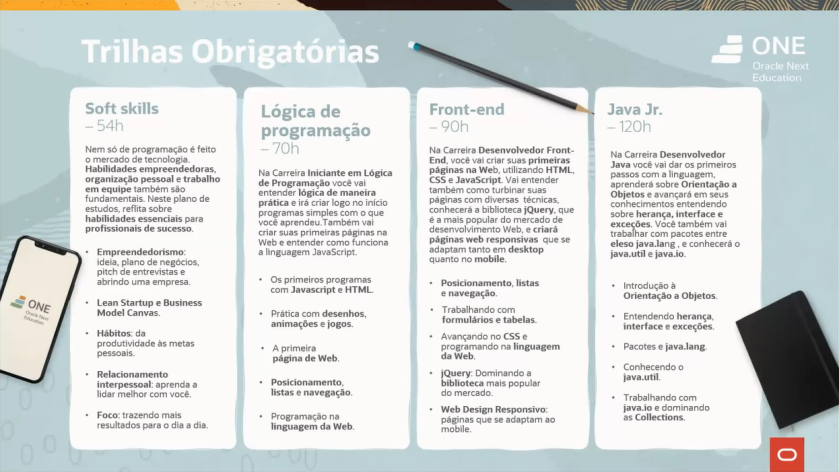 Trilhas Obrigatórias
ONE
Oracle Next
Education
Soft skills
– 54h
Nem só de programação é feito
o mercado de tecnologia.
Habilidades empreendedoras,
organização pessoal e trabalho
em equipe também são
fundamentais. Neste plano de
estudos, reflita sobre
habilidades essenciais para
profissionais de sucesso.
• Empreendedorismo:
ideia, plano de negócios,
pitch de entrevistas e
abrindo uma empresa.
• Lean Startup e Business
Model Canvas.
• Hábitos: da
produtividade às metas
pessoais.
• Relacionamento
interpessoal: aprenda a
lidar melhor com você.
• Foco: trazendo mais
resultados para o dia a dia.
Lógica de
programação
– 70h
Na Carreira Iniciante em Lógica
de Programação você vai
entender lógica de maneira
prática e irá criar logo no início
programas simples com o que
você aprendeu.Também vai
criar suas primeiras páginas na
Web e entender como funciona
a linguagem JavaScript.
• Os primeiros programas
com Javascript e HTML.
• Prática com desenhos,
animações e jogos.
• A primeira
página de Web.
• Posicionamento,
listas e navegação.
• Programação na
linguagem da Web.
Front-end
– 90h
Na Carreira Desenvolvedor Front-
End, você vai criar suas primeiras
páginas na Web, utilizando HTML,
CSS e JavaScript. Vai entender
também como turbinar suas
páginas com diversas técnicas,
conhecerá a biblioteca jQuery, que
é a mais popular do mercado de
desenvolvimento Web, e criará
páginas web responsivas que se
adaptam tanto em desktop
quanto no mobile.
• Posicionamento, listas
e navegação.
• Trabalhando com
formulários e tabelas.
• Avançando no CSS e
programando na linguagem
da Web.
• jQuery: Dominando a
biblioteca mais popular
do mercado.
• Web Design Responsivo:
páginas que se adaptam ao
mobile.
Java Jr.
– 120h
Na Carreira Desenvolvedor
Java você vai dar os primeiros
passos com a linguagem,
aprenderá sobre Orientação a
Objetos e avançará em seus
conhecimentos entendendo
sobre herança, interface e
exceções. Você também vai
trabalhar com pacotes entre
eleso java.lang , e conhecerá o
java.util e java.io.
• Introdução à
Orientação a Objetos.
• Entendendo herança,
interface e exceções.
• Pacotes e java.lang.
• Conhecendo o
java.util.
• Trabalhando com
java.io e dominando
as Collections.
ONE
Oracle Next
Education